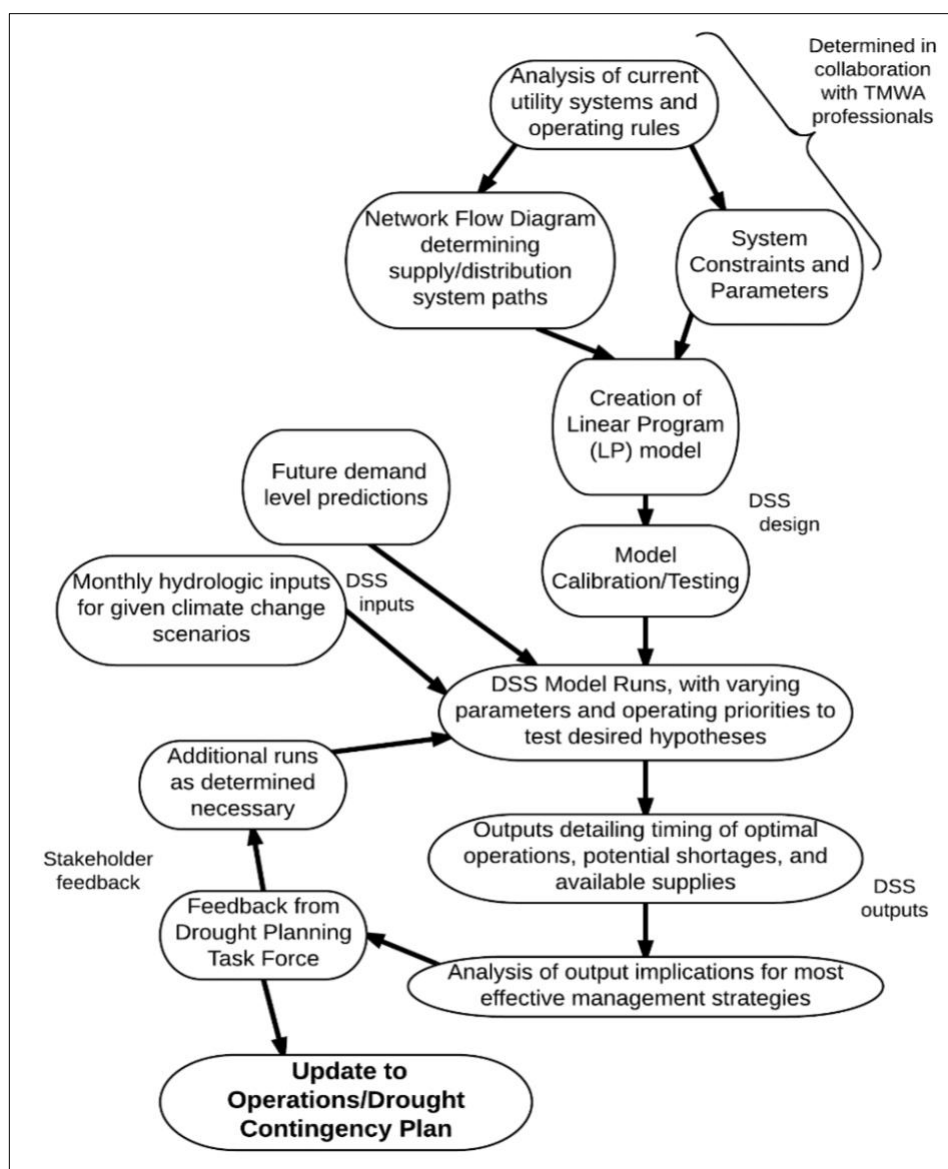 Determined in
collaboration
with TMWA
professionals
Analysis of current
utility systems and
operating rules
Network Flow Diagram
determining
supply/distribution
system paths
System
Constraints and
Parameters
Creation of
Linear Program
(LP) model
Future demand
level predictions
DSS
design
Model
Calibration/Testing
Monthly hydrologic inputs
for given climate change
scenarios
DSS
inputs
DSS Model Runs, with varying
parameters and operating priorities to
test desired hypotheses
Additional runs
as determined
necessary
Outputs detailing timing of optimal
operations, potential shortages, and
available supplies
Stakeholder
feedback
DSS
outputs
Feedback from
Drought Planning
Task Force
Analysis of output implications for most
effective management strategies
Update to
Operations/Drought
Contingency Plan